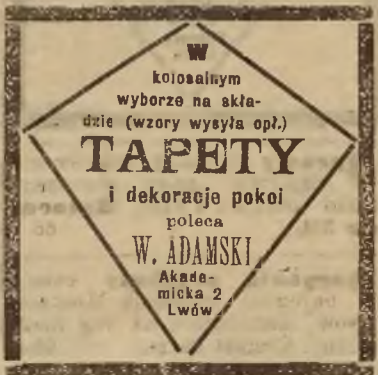 W
kolosalnym
wyborze na skła-
dzie (wzory wysyła opł.)
TAPETY
i dekoracje pokoi
poleca
W. ADAMSKI
Akade-
micka 2
Lwów